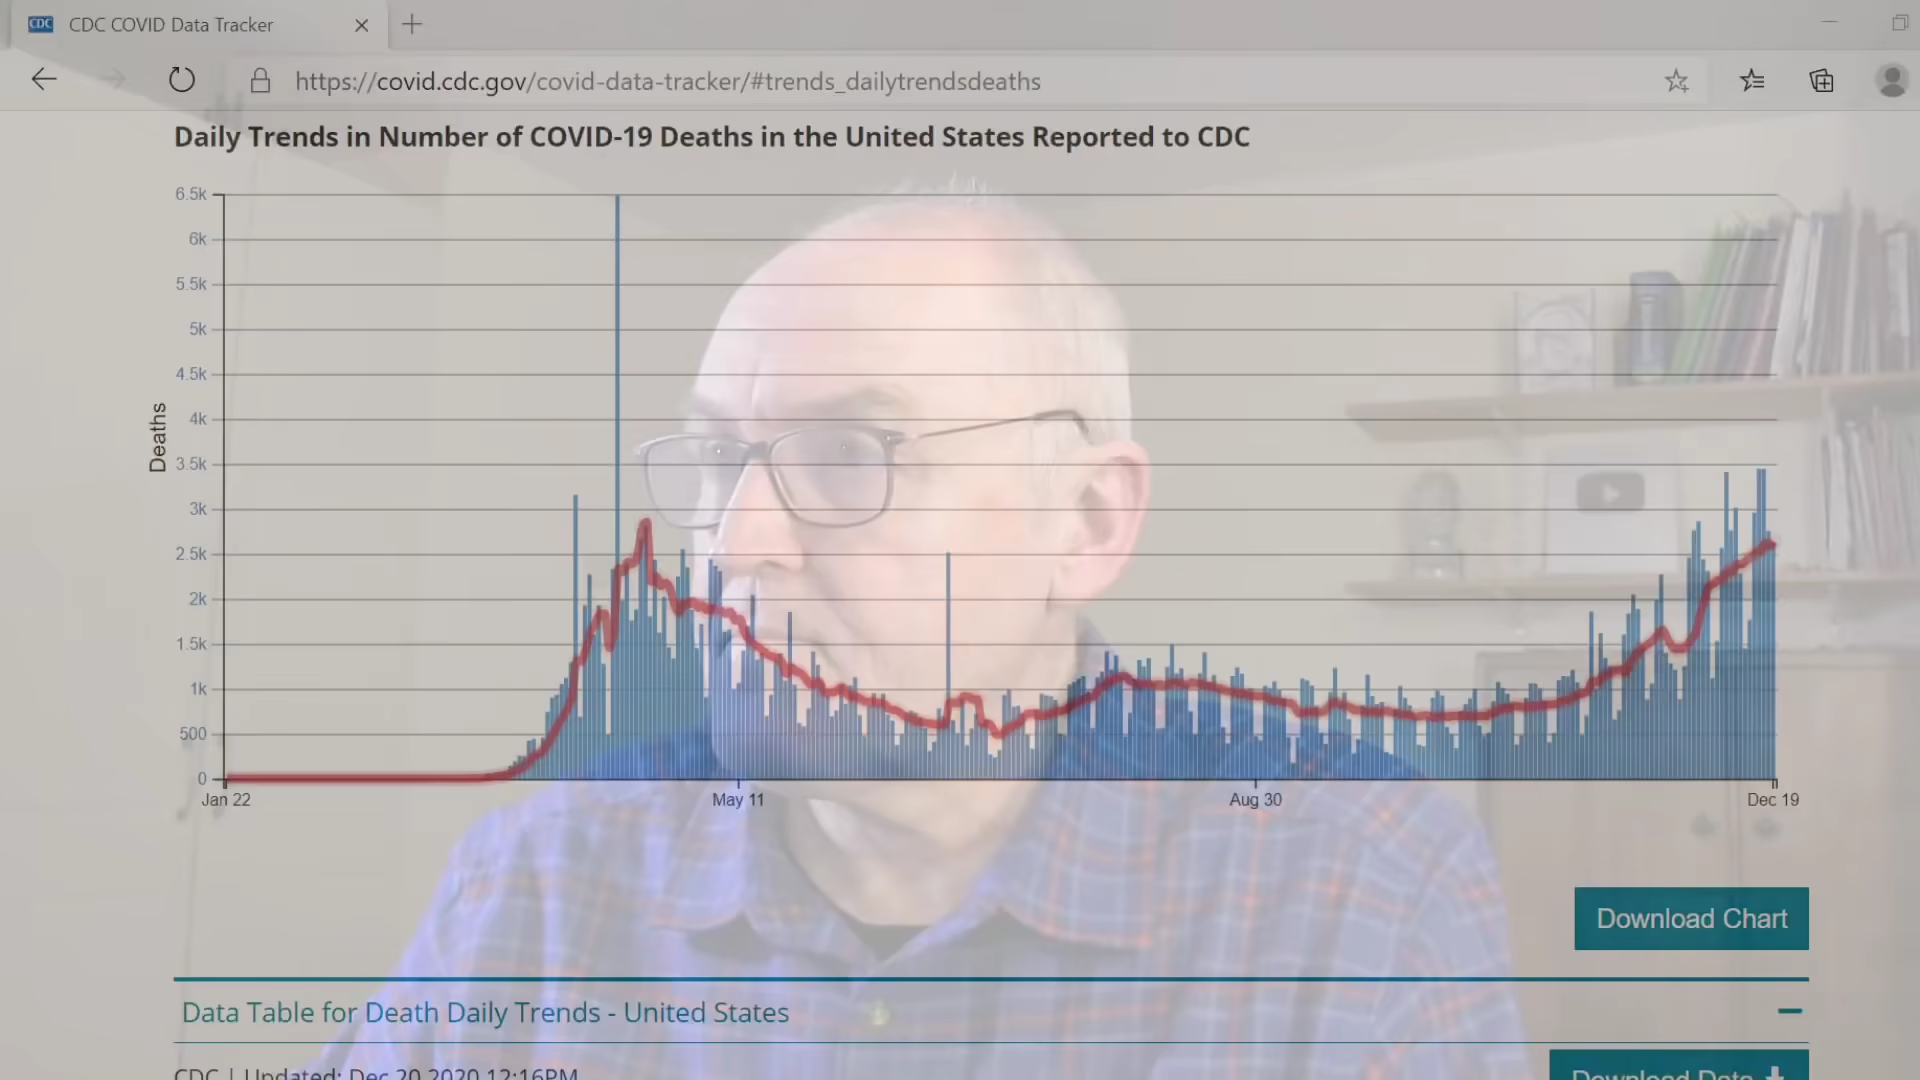 CDC CDC COVID Data Tracker
https://covid.cdc.gov/covid-data-tracker/#trends_dailytrendsdeaths
Daily Trends in Number of COVID-19 Deaths in the United States Reported to CDC
6.5k
6k
5.5k
5k
4.5k
4k
3.5k
3k
2.5k
2k
1.5k
1k
500
0
Deaths
Jan 22 May 11 Aug 30 Dec 19
Download Chart
Data Table for Death Daily Trends - United States
CDC | Updated: Dec 20 2020 12:16PM
Download Data